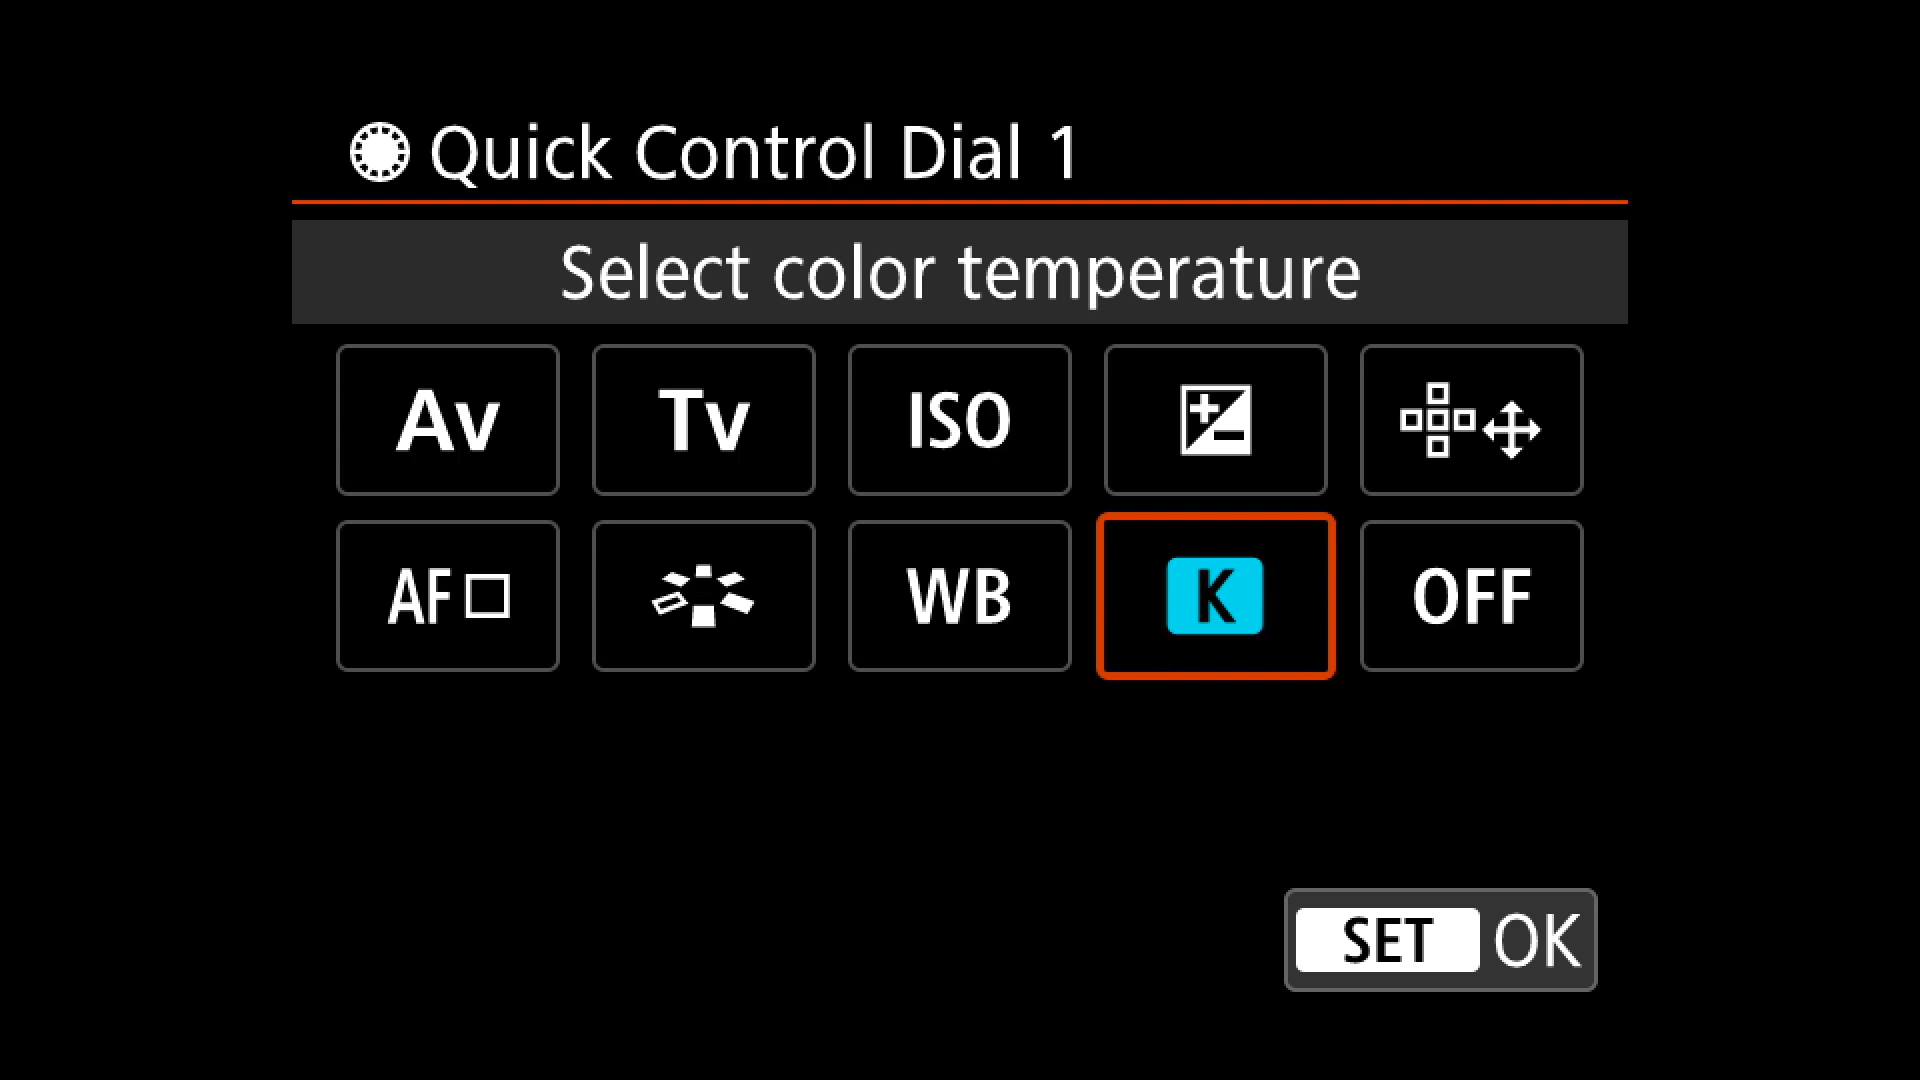 Quick Control Dial 1
Select color temperature
Av Tv ISO
AF WB K OFF
SET OK